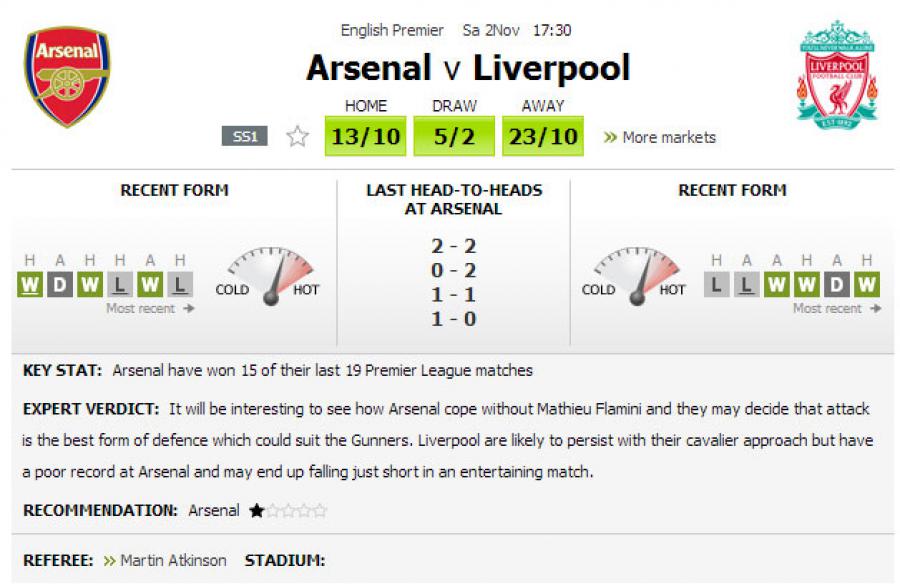 English Premier Sa 2Nov 17:30
Arsenal v Liverpool
Arsenal
YOU'LL NEVER WALK ALONE
LIVERPOOL
FOOTBALL CLUB
EST·1892
HOME DRAW AWAY
SS1 13/10 5/2 23/10 » More markets
RECENT FORM
H A H H A H
W D W L W L
COLD HOT
Most recent →
LAST HEAD-TO-HEADS
AT ARSENAL
2 - 2
0 - 2
1 - 1
1 - 0
RECENT FORM
COLD HOT
H A A H A H
L L W W D W
Most recent →
KEY STAT: Arsenal have won 15 of their last 19 Premier League matches
EXPERT VERDICT: It will be interesting to see how Arsenal cope without Mathieu Flamini and they may decide that attack
is the best form of defence which could suit the Gunners. Liverpool are likely to persist with their cavalier approach but have
a poor record at Arsenal and may end up falling just short in an entertaining match.
RECOMMENDATION: Arsenal ★☆☆☆☆
REFEREE: » Martin Atkinson STADIUM: